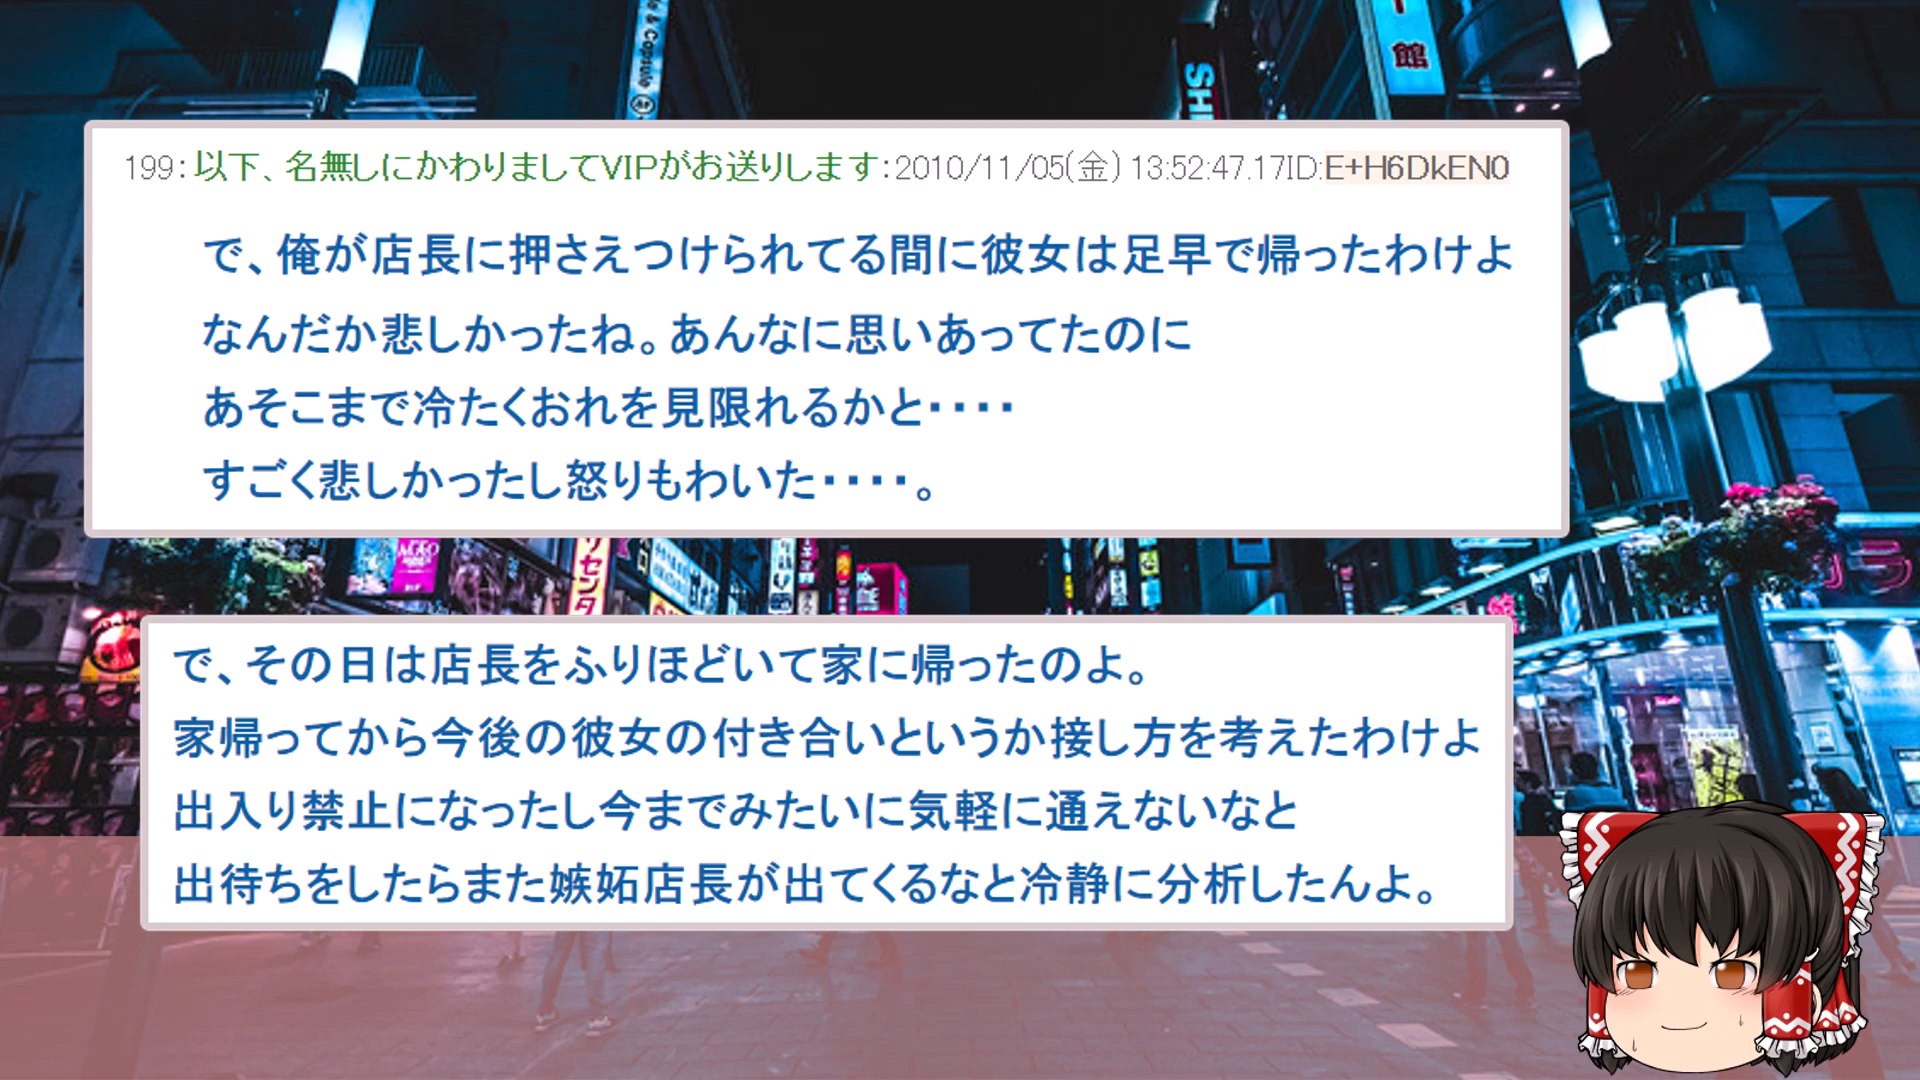 & Capsule
SH
館
199：以下、名無しにかわりましてVIPがお送りします：2010/11/05(金) 13:52:47.17ID:E+H6DkEN0
で、俺が店長に押さえつけられてる間に彼女は足早で帰ったわけよ
なんだか悲しかったね。あんなに思いあってたのに
あそこまで冷たくおれを見限れるかと・・・・
すごく悲しかったし怒りもわいた・・・・。
で、その日は店長をふりほどいて家に帰ったのよ。
家帰ってから今後の彼女の付き合いというか接し方を考えたわけよ
出入り禁止になったし今までみたいに気軽に通えないなと
出待ちをしたらまた嫉妬店長が出てくるなと冷静に分析したんよ。